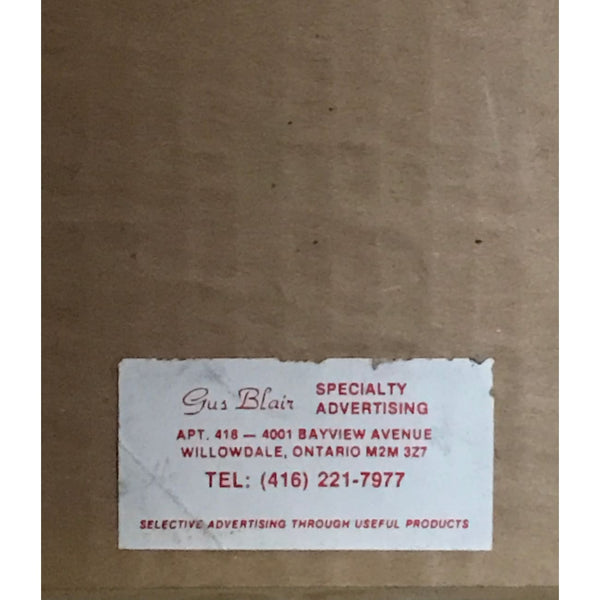 Gus Blair SPECIALTY ADVERTISING
APT. 418 — 4001 BAYVIEW AVENUE
WILLOWDALE, ONTARIO M2M 3Z7
TEL: (416) 221-7977
SELECTIVE ADVERTISING THROUGH USEFUL PRODUCTS